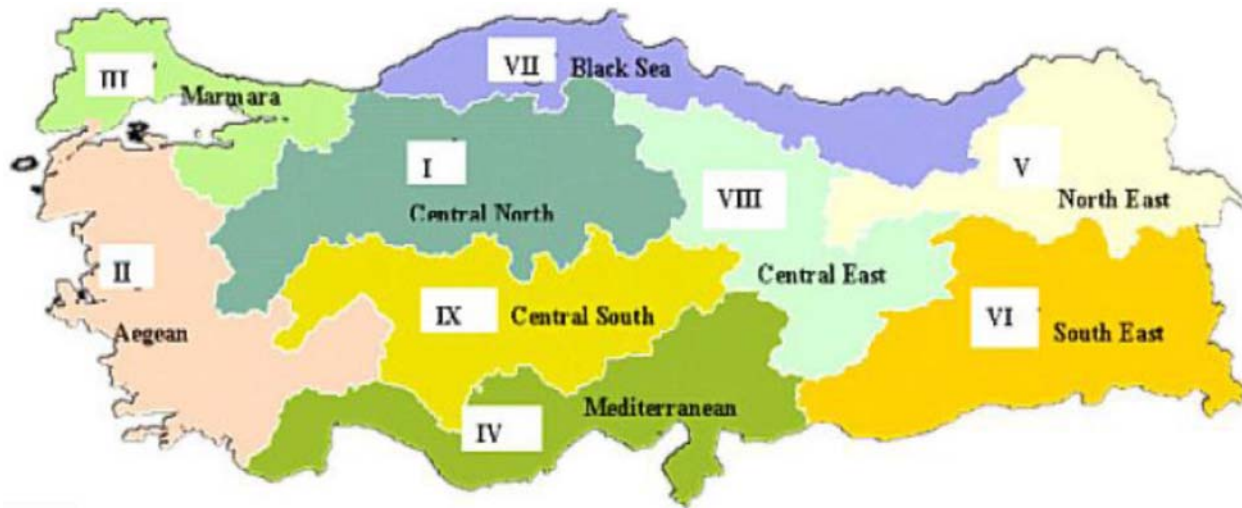 III
Marmara
VII
Black Sea
I
Central North
VIII
V
North East
II
Aegean
Central East
IX
Central South
VI
South East
Mediterranean
IV